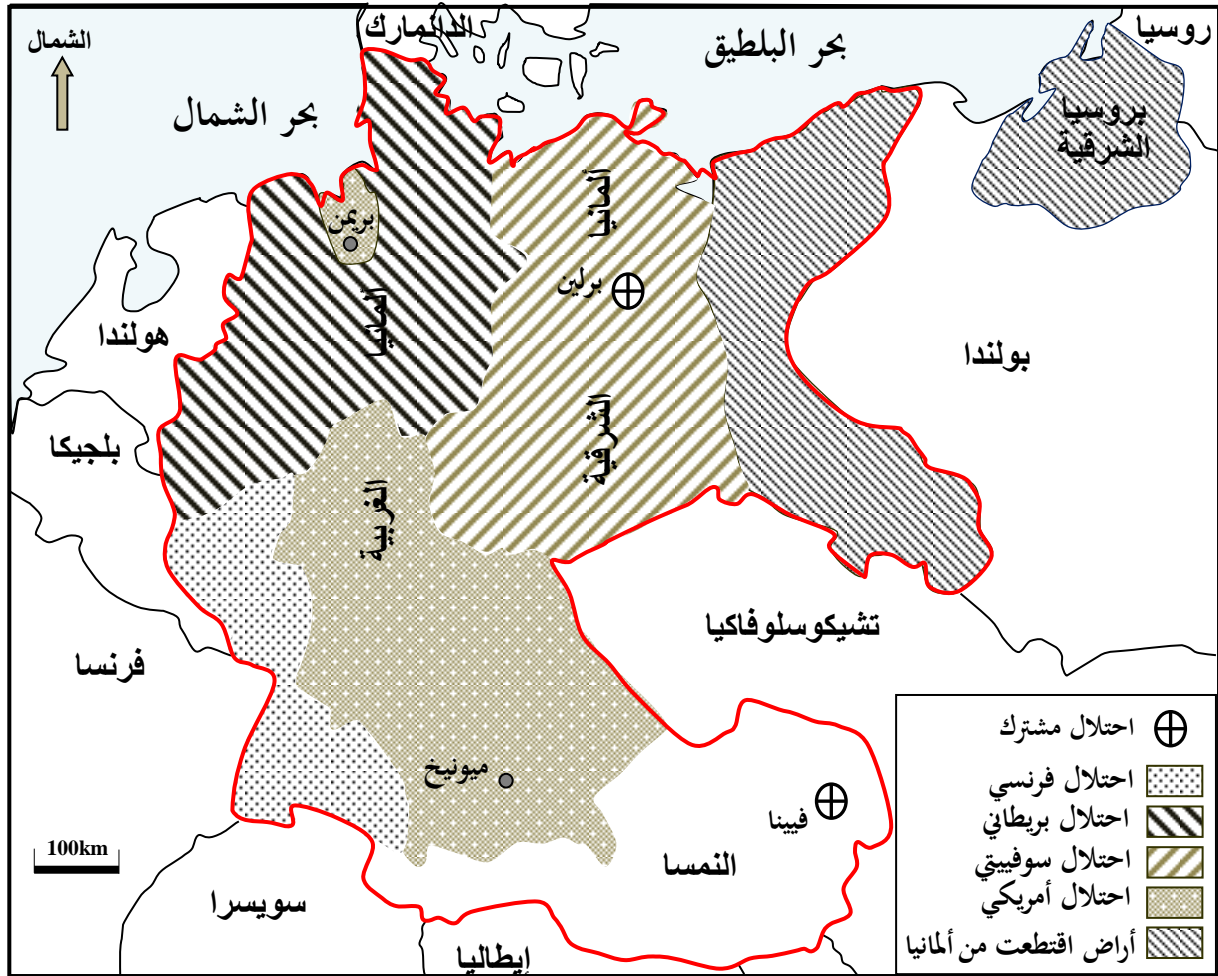 روسيا
الدانمارك
بحر البلطيق
الشمال
بحر الشمال
بروسيا
الشرقية
ألمانيا
الشرقية
بريمن
برلين
ألمانيا
الغربية
هولندا
بولندا
بلجيكا
تشيكوسلوفاكيا
فرنسا
ميونيخ
فيينا
النمسا
100km
سويسرا
إيطاليا
احتلال مشترك
احتلال فرنسي
احتلال بريطاني
احتلال سوفييتي
احتلال أمريكي
أراض اقتطعت من ألمانيا